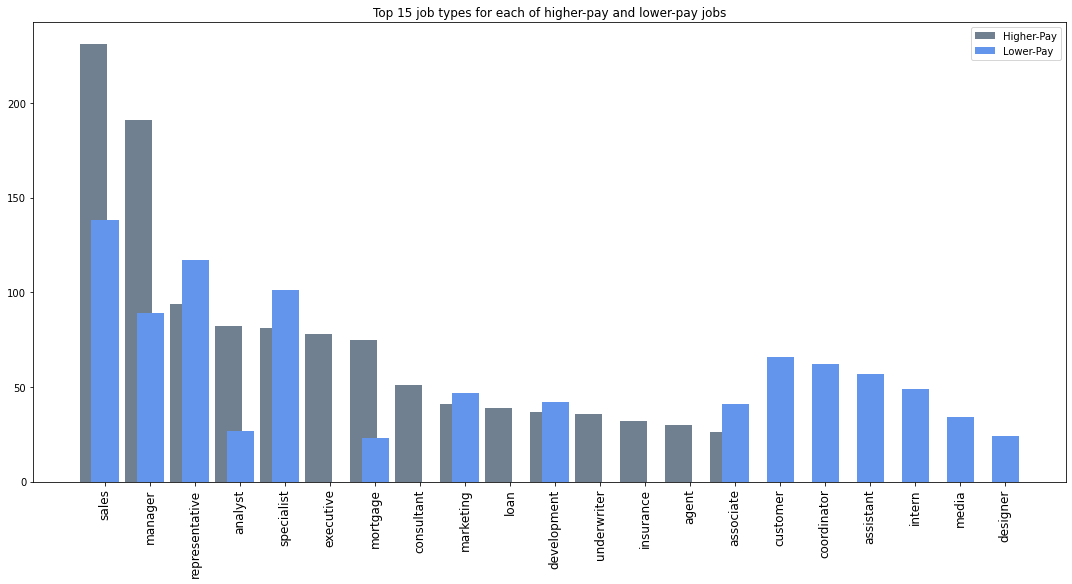 Top 15 job types for each of higher-pay and lower-pay jobs
Higher-Pay
Lower-Pay
200
150
100
50
0
sales
manager
representative
analyst
specialist
executive
mortgage
consultant
marketing
loan
development
underwriter
insurance
agent
associate
customer
coordinator
assistant
intern
media
designer